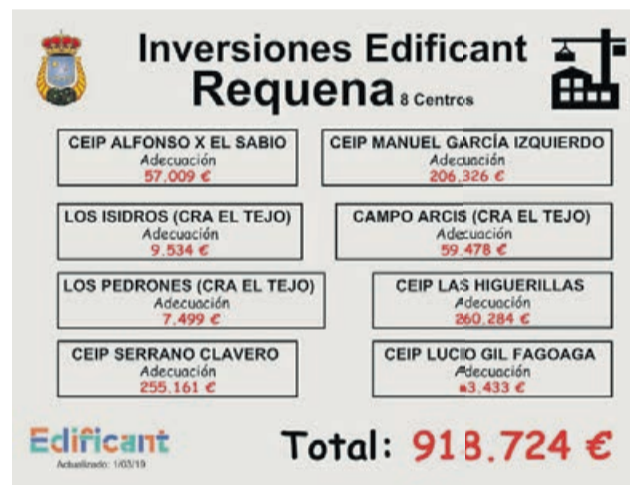 Inversiones Edificant
Requena 8 Centros
CEIP ALFONSO X EL SABIO
Adecuación
57.009 €
CEIP MANUEL GARCÍA IZQUIERDO
Adecuación
206.326 €
LOS ISIDROS (CRA EL TEJO)
Adecuación
9.534 €
CAMPO ARCIS (CRA EL TEJO)
Adecuación
59.478 €
LOS PEDRONES (CRA EL TEJO)
Adecuación
7.499 €
CEIP LAS HIGUERILLAS
Adecuación
260.284 €
CEIP SERRANO CLAVERO
Adecuación
255.161 €
CEIP LUCIO GIL FAGOAGA
Adecuación
€
Edificant
Actualizado: 1/03/19
Total: 918.724 €